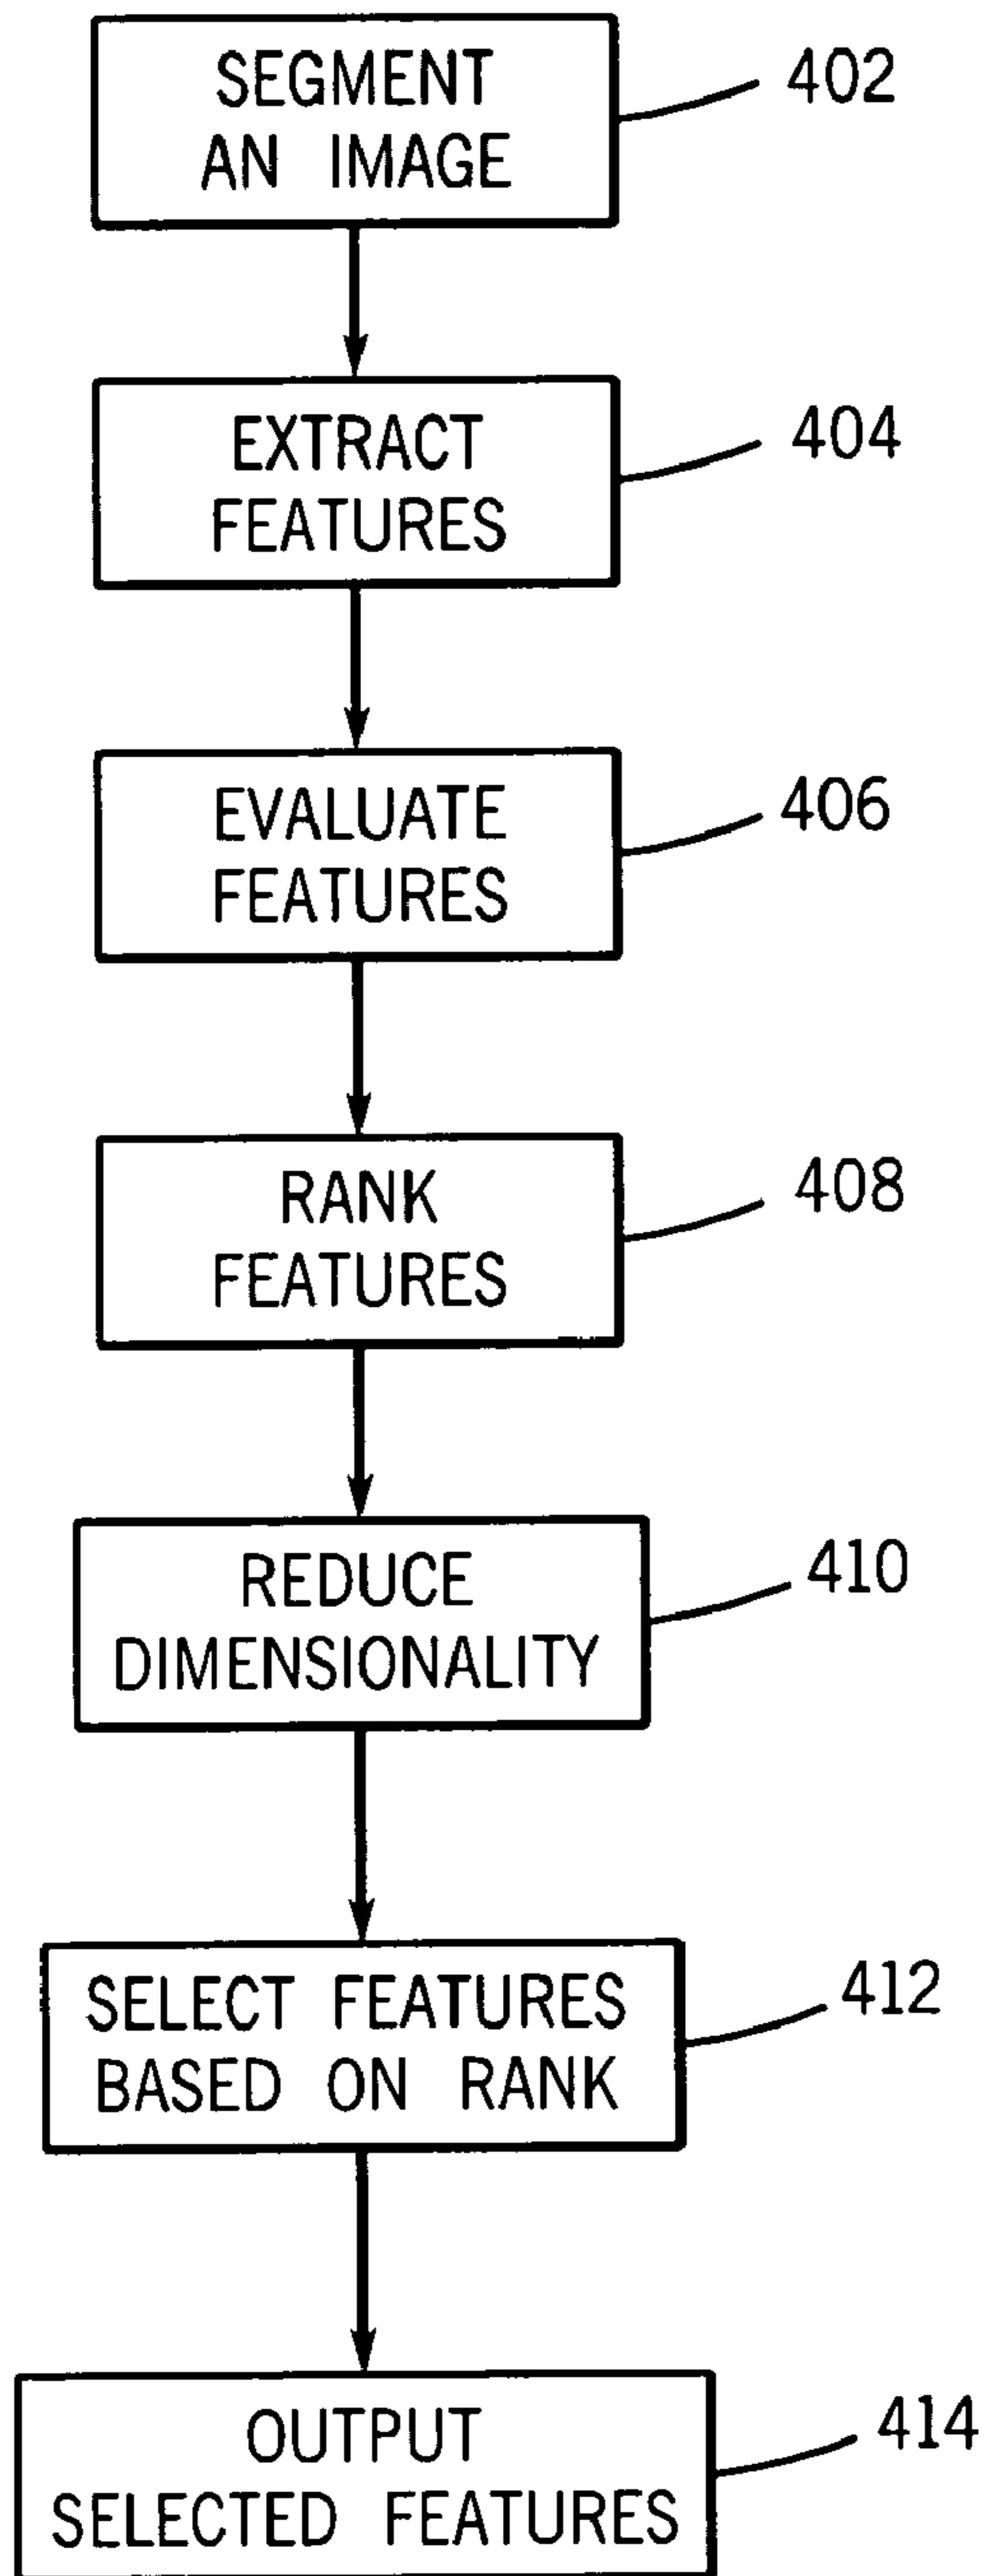 SEGMENT
AN IMAGE
402
EXTRACT
FEATURES
404
EVALUATE
FEATURES
406
RANK
FEATURES
408
REDUCE
DIMENSIONALITY
410
SELECT FEATURES
BASED ON RANK
412
OUTPUT
SELECTED FEATURES
414